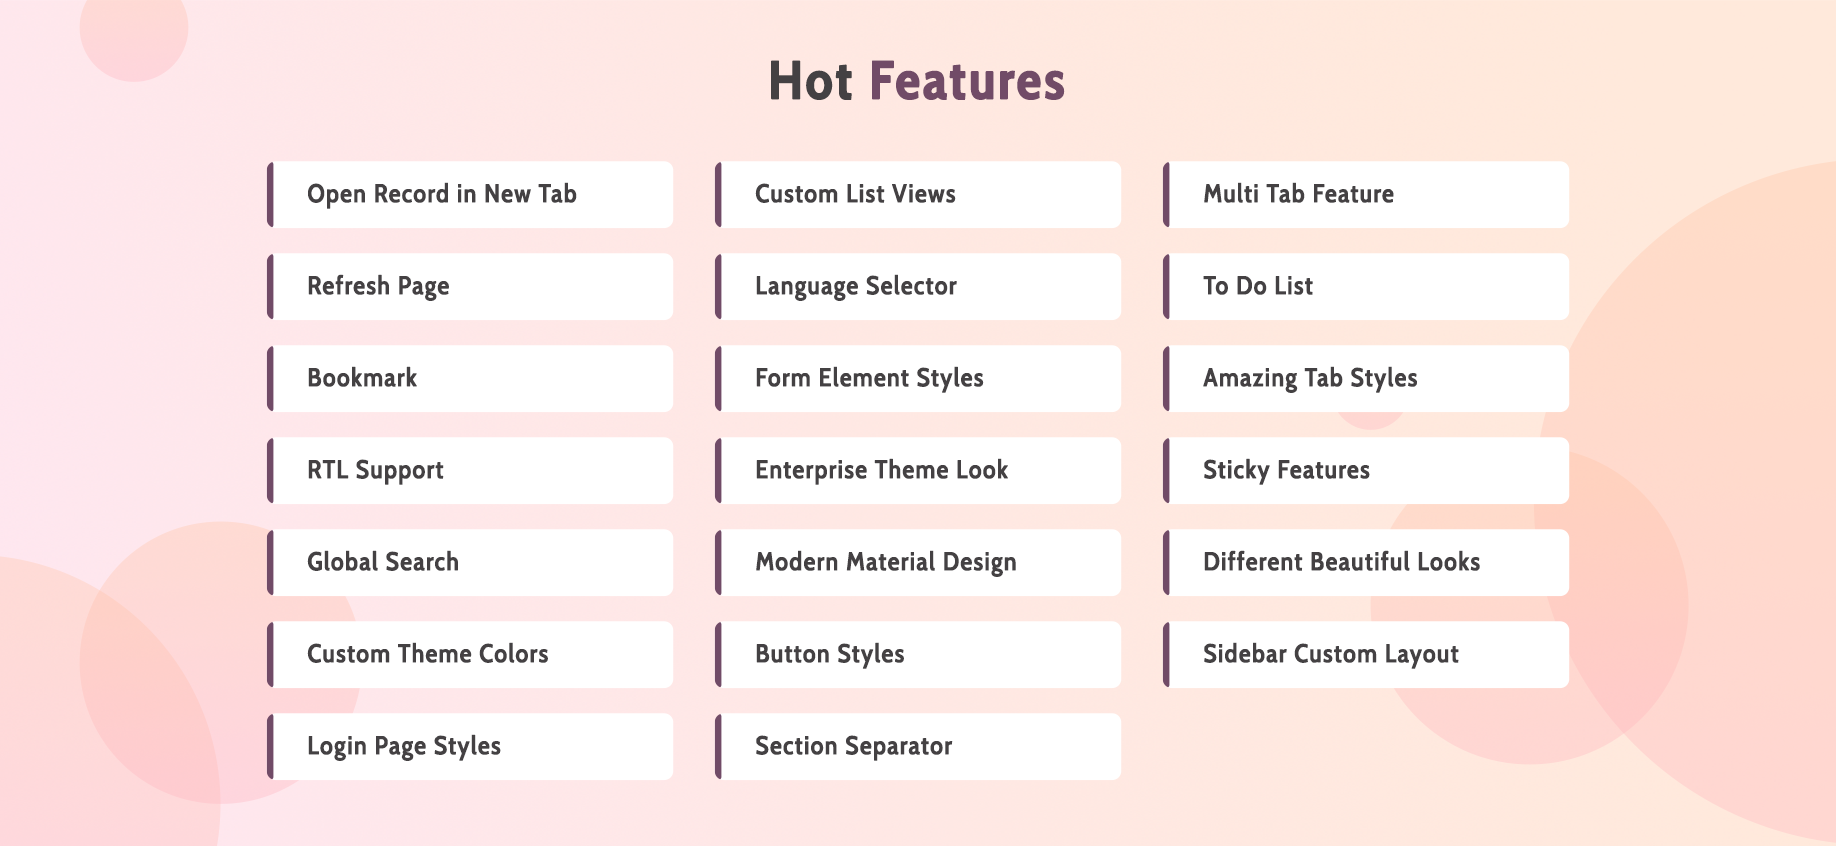 Hot Features
Open Record in New Tab
Custom List Views
Multi Tab Feature
Refresh Page
Language Selector
To Do List
Bookmark
Form Element Styles
Amazing Tab Styles
RTL Support
Enterprise Theme Look
Sticky Features
Global Search
Modern Material Design
Different Beautiful Looks
Custom Theme Colors
Button Styles
Sidebar Custom Layout
Login Page Styles
Section Separator